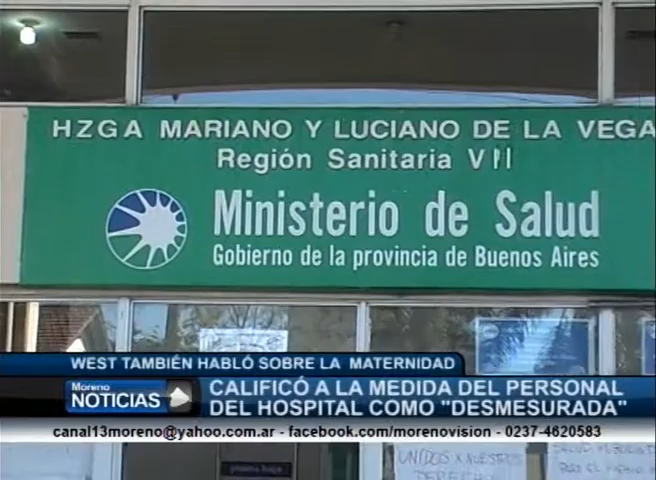 HZGA MARIANO Y LUCIANO DE LA VEGA
Región Sanitaria VII
Ministerio de Salud
Gobierno de la provincia de Buenos Aires
WEST TAMBIÉN HABLÓ SOBRE LA MATERNIDAD
Moreno
NOTICIAS
CALIFICÓ A LA MEDIDA DEL PERSONAL
DEL HOSPITAL COMO "DESMESURADA"
canal13moreno@yahoo.com.ar - facebook.com/morenovision - 0237-4620583
UNIDOS X NUESTROS
DERECHOS